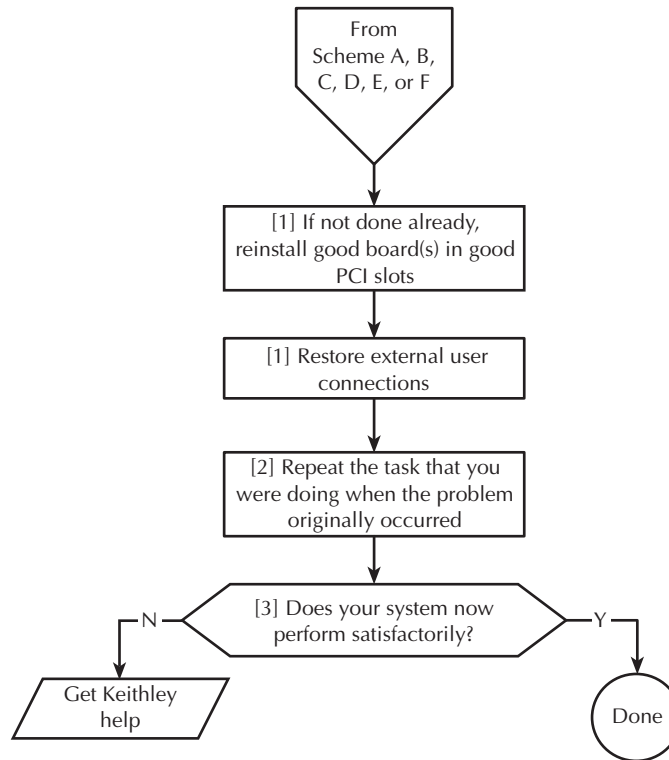 From
Scheme A, B,
C, D, E, or F
[1] If not done already,
reinstall good board(s) in good
PCI slots
[1] Restore external user
connections
[2] Repeat the task that you
were doing when the problem
originally occurred
[3] Does your system now
perform satisfactorily?
N
Y
Get Keithley
help
Done